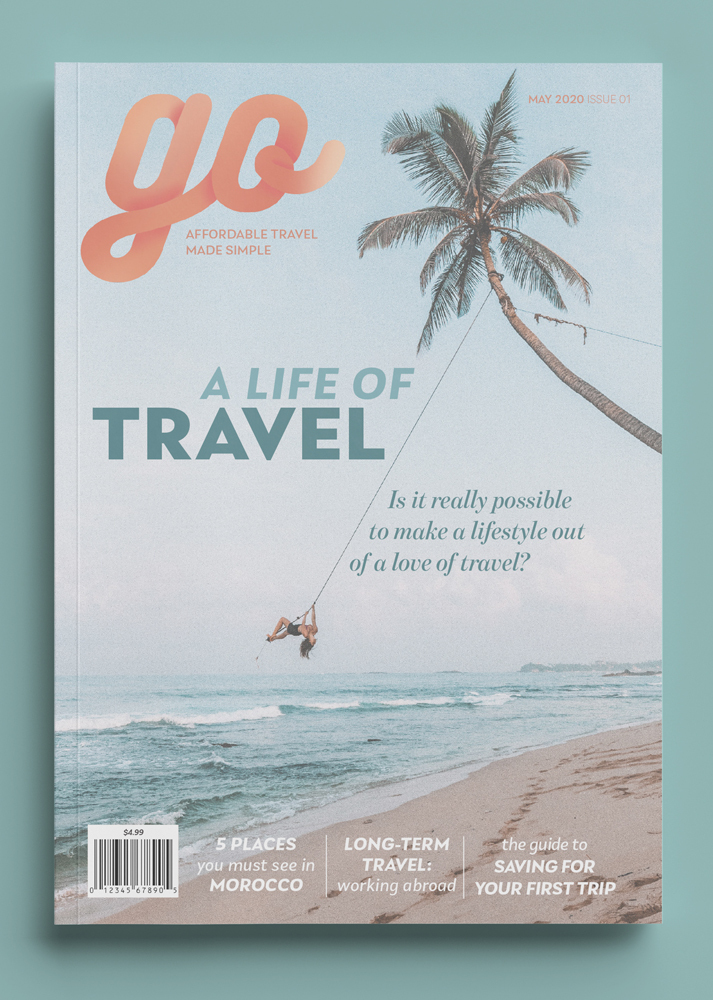 go
MAY 2020 ISSUE 01
AFFORDABLE TRAVEL
MADE SIMPLE
A LIFE OF
TRAVEL
Is it really possible
to make a lifestyle out
of a love of travel?
$4.99
0 12345 67890 5
5 PLACES
you must see in
MOROCCO
LONG-TERM
TRAVEL:
working abroad
the guide to
SAVING FOR
YOUR FIRST TRIP